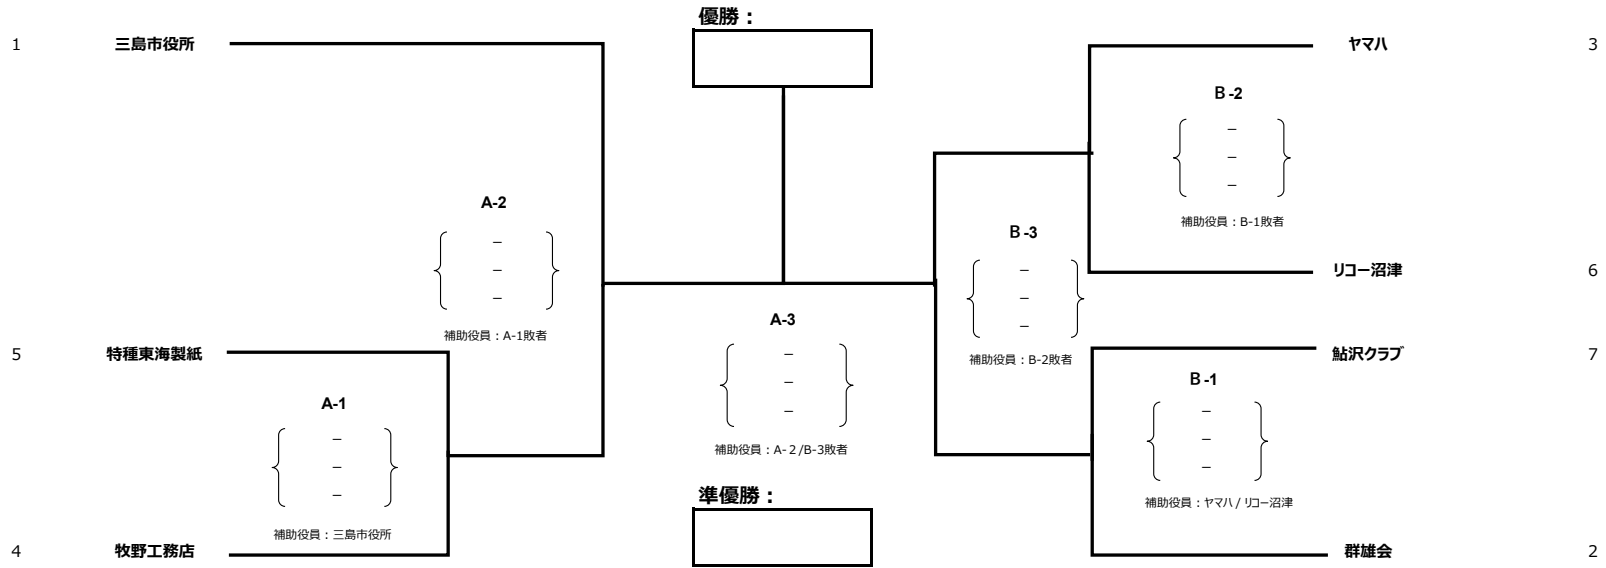 優勝：
1 三島市役所
ヤマハ 3
B-2
－
－
－
補助役員：B-1敗者
A-2
－
－
－
補助役員：A-1敗者
B-3
－
－
－
補助役員：B-2敗者
リコー沼津 6
A-3
－
－
－
補助役員：A-２/B-3敗者
5 特種東海製紙
鮎沢クラブ 7
A-1
－
－
－
補助役員：三島市役所
B-1
－
－
－
補助役員：ヤマハ / リコー沼津
準優勝：
4 牧野工務店
群雄会 2